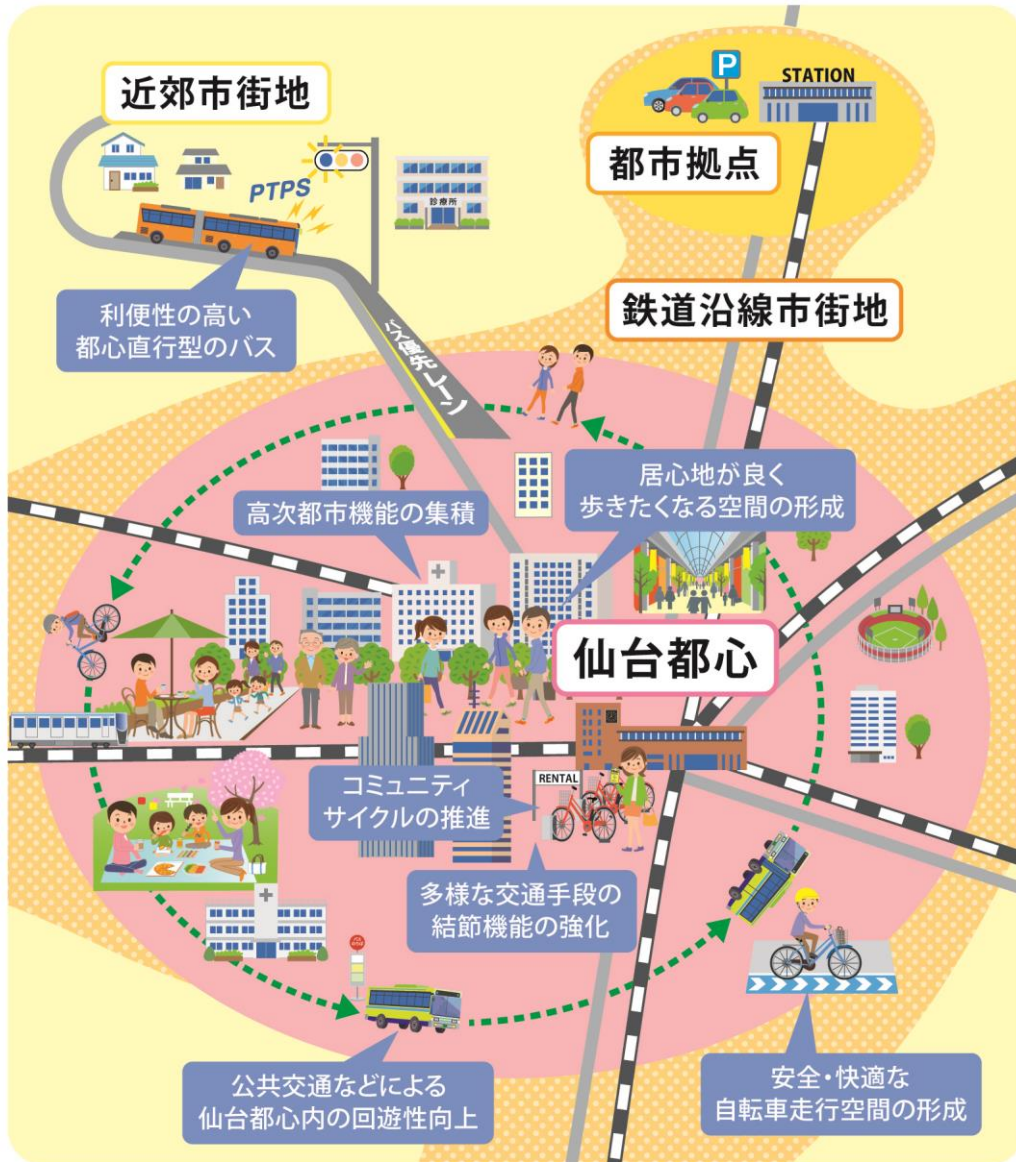 近郊市街地
P
STATION
都市拠点
PTPS
診療所
利便性の高い
都心直行型のバス
鉄道沿線市街地
バス優先レーン
高次都市機能の集積
居心地が良く
歩きたくなる空間の形成
仙台都心
コミュニティ
サイクルの推進
RENTAL
多様な交通手段の
結節機能の強化
公共交通などによる
仙台都心内の回遊性向上
安全・快適な
自転車走行空間の形成